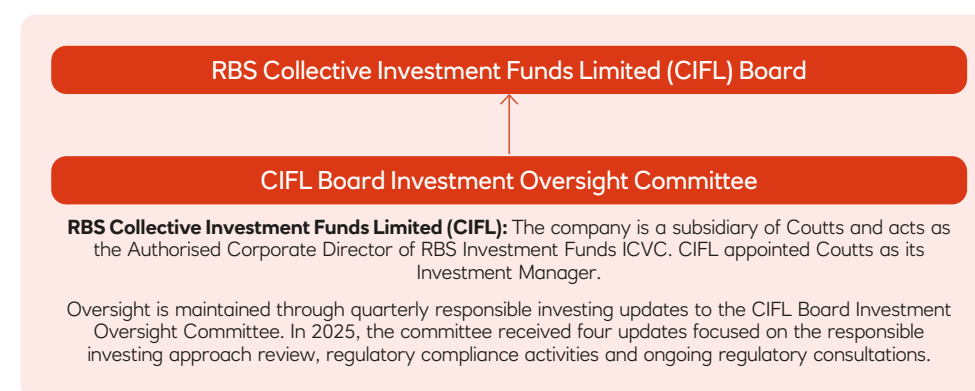 RBS Collective Investment Funds Limited (CIFL) Board
CIFL Board Investment Oversight Committee
RBS Collective Investment Funds Limited (CIFL): The company is a subsidiary of Coutts and acts as
the Authorised Corporate Director of RBS Investment Funds ICVC. CIFL appointed Coutts as its
Investment Manager.
Oversight is maintained through quarterly responsible investing updates to the CIFL Board Investment
Oversight Committee. In 2025, the committee received four updates focused on the responsible
investing approach review, regulatory compliance activities and ongoing regulatory consultations.